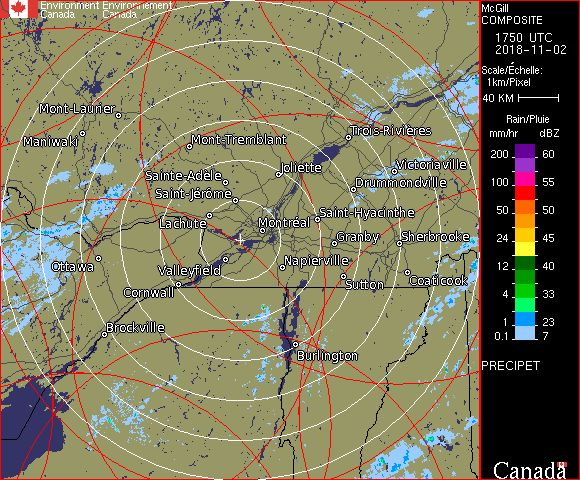 Environment Environnement
Canada Canada
McGill
COMPOSITE
1750 UTC
2018-11-02
Scale/Échelle:
1km/Pixel
40 KM
Rain/Pluie
mm/hr dBZ
200 60
155 55
100 55
50 50
24 45
12 40
4 33
1 23
0.1 7
PRECIPET
Canada
Mont-Laurier
Maniwaki
Mont-Tremblant
Trois-Rivières
Joliette
Victoriaville
Sainte-Adèle
Drummondville
Saint-Jérôme
Lachute
Montréal
Saint-Hyacinthe
Granby
Sherbrooke
Ottawa
Valleyfield
Napierville
Cornwall
Sutton
Coaticook
Brockville
Burlington